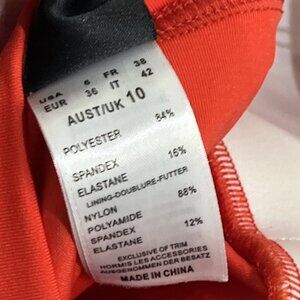 USA 6 FR 38
EUR 36 IT 42
AUST/UK 10
POLYESTER 84%
SPANDEX
ELASTANE 16%
LINING-DOUBLURE-FUTTER
NYLON
POLYAMIDE 88%
SPANDEX
ELASTANE 12%
EXCLUSIVE OF TRIM
HORMIS LES ACCESSOIRES
AUSGENOMMEN DER BESATZ
MADE IN CHINA